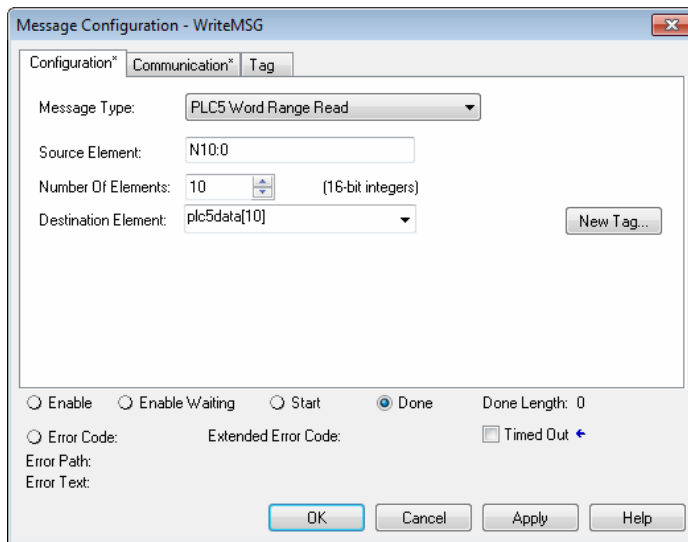 Message Configuration - WriteMSG
Configuration* Communication* Tag
Message Type: PLC5 Word Range Read
Source Element: N10:0
Number Of Elements: 10 (16-bit integers)
Destination Element: plc5data[10] New Tag...
Enable Enable Waiting Start Done Done Length: 0
Error Code: Extended Error Code: Timed Out
Error Path:
Error Text:
OK Cancel Apply Help